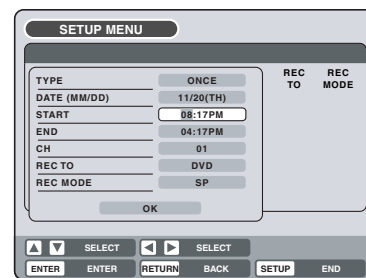 SETUP MENU
REC TO REC MODE
TYPE ONCE
DATE (MM/DD) 11/20(TH)
START 08:17PM
END 04:17PM
CH 01
REC TO DVD
REC MODE SP
OK
SELECT SELECT
ENTER ENTER RETURN BACK SETUP END